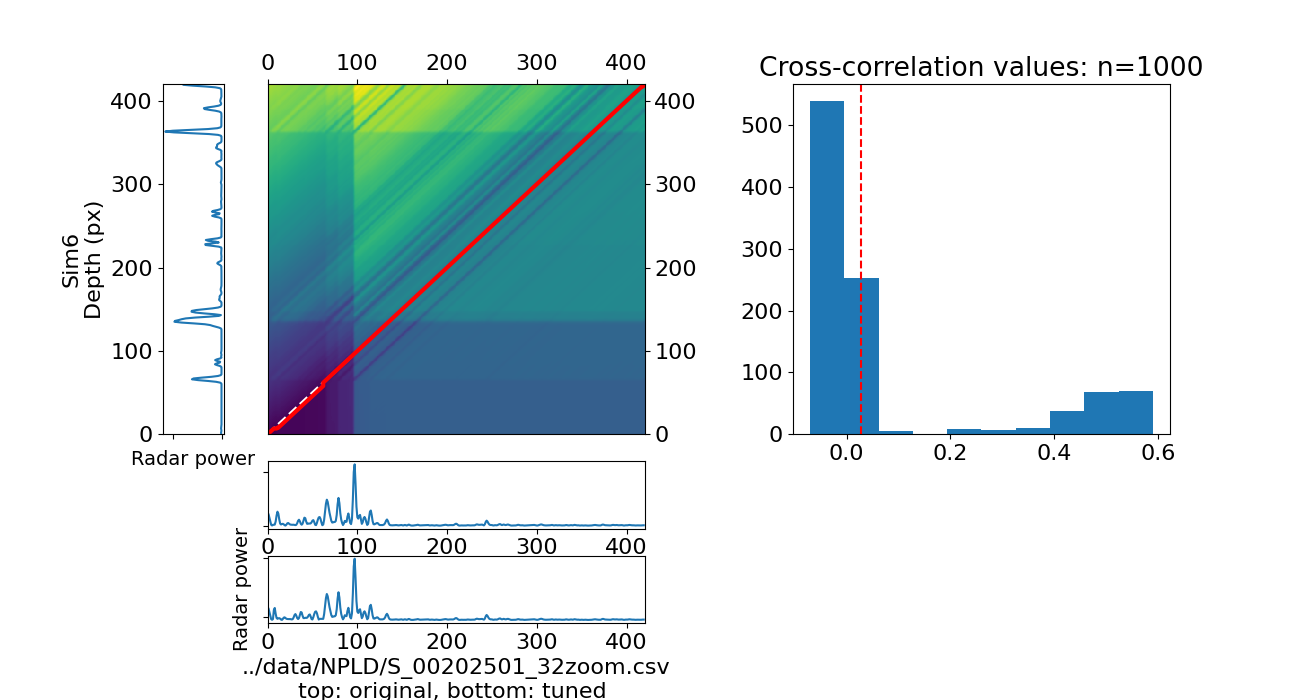 0 100 200 300 400
Cross-correlation values: n=1000
400
300
200
100
0
Sim6
Depth (px)
Radar power
400
300
200
100
0
500
400
300
200
100
0
0.0 0.2 0.4 0.6
0 100 200 300 400
Radar power
0 100 200 300 400
../data/NPLD/S_00202501_32zoom.csv
top: original, bottom: tuned